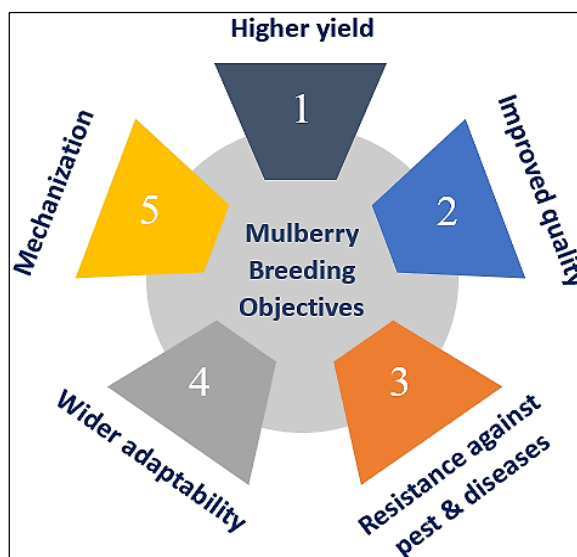 Higher yield
1
Improved quality
2
Resistance against
pest & diseases
3
Wider adaptability
4
Mechanization
5
Mulberry
Breeding
Objectives